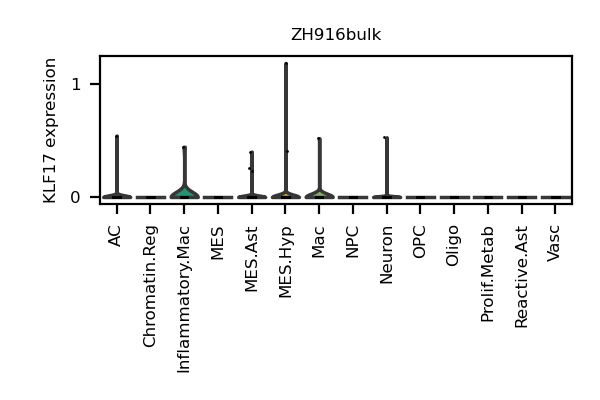 ZH916bulk
KLF17 expression
1
0
AC
Chromatin.Reg
Inflammatory.Mac
MES
MES.Ast
MES.Hyp
Mac
NPC
Neuron
OPC
Oligo
Prolif.Metab
Reactive.Ast
Vasc